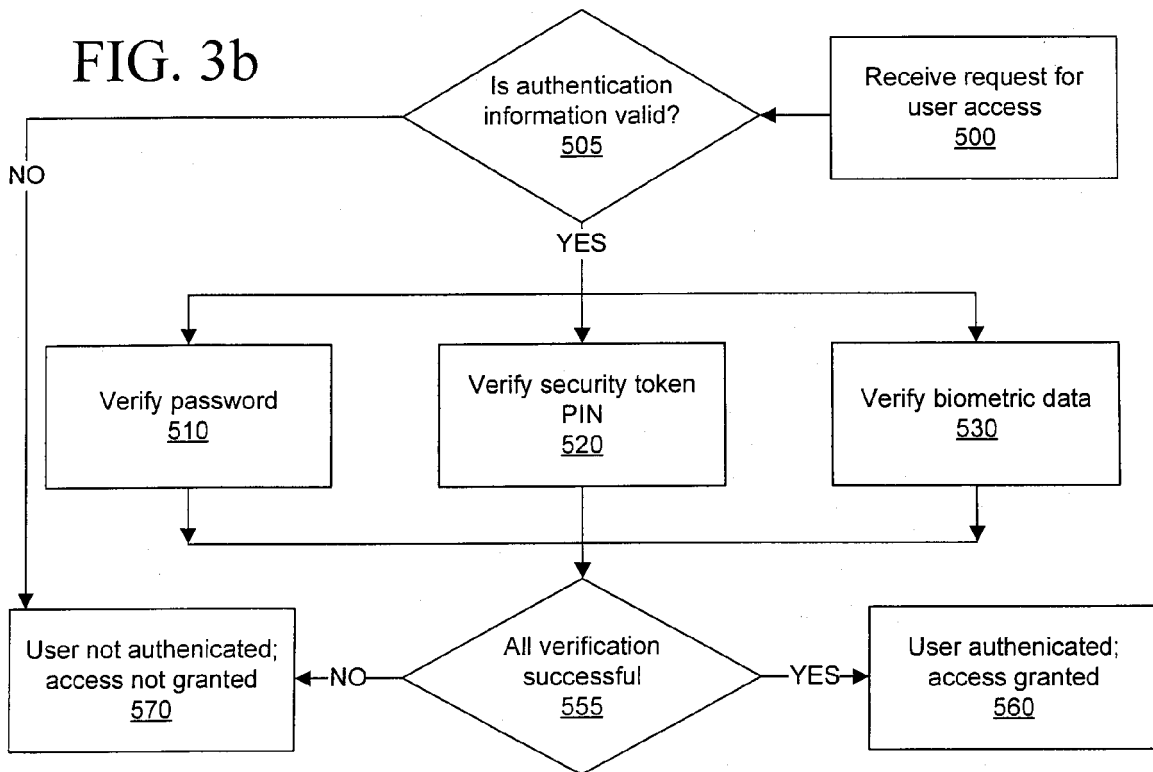 FIG. 3b
Is authentication
information valid?
505
Receive request for
user access
500
NO
YES
Verify password
510
Verify security token
PIN
520
Verify biometric data
530
User not authenicated;
access not granted
570
NO
All verification
successful
555
YES
User authenicated;
access granted
560